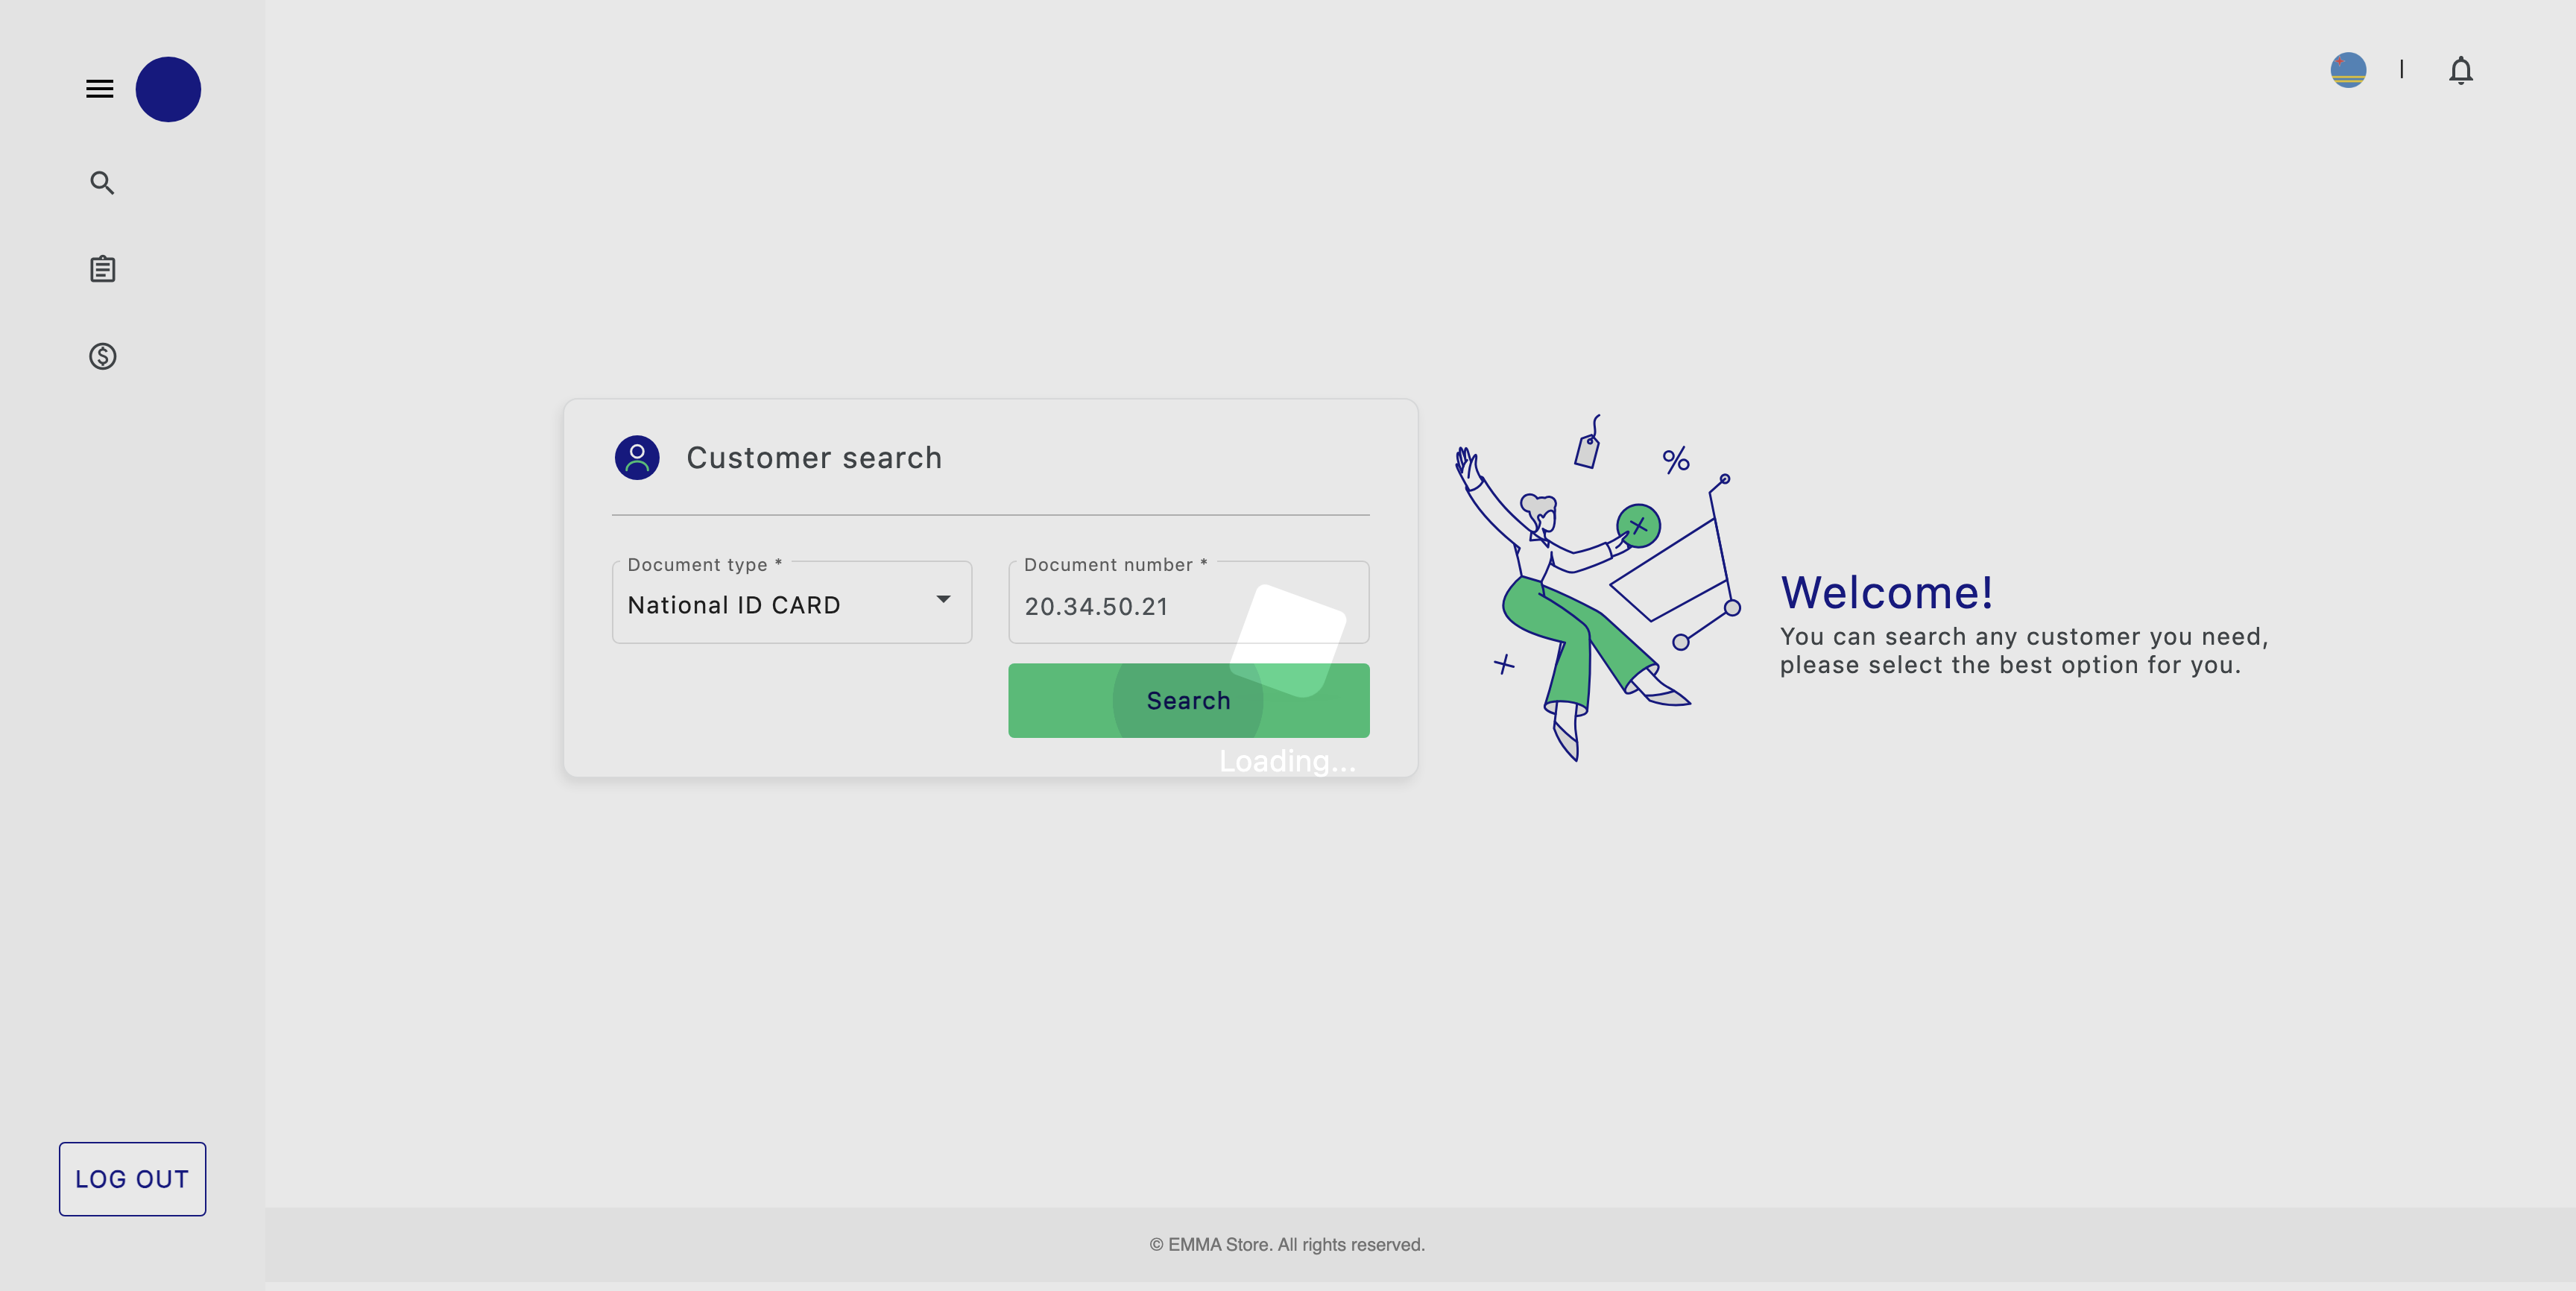 Customer search
Document type *
National ID CARD
Document number *
20.34.50.21
Search
Loading...
Welcome!
You can search any customer you need,
please select the best option for you.
LOG OUT
© EMMA Store. All rights reserved.